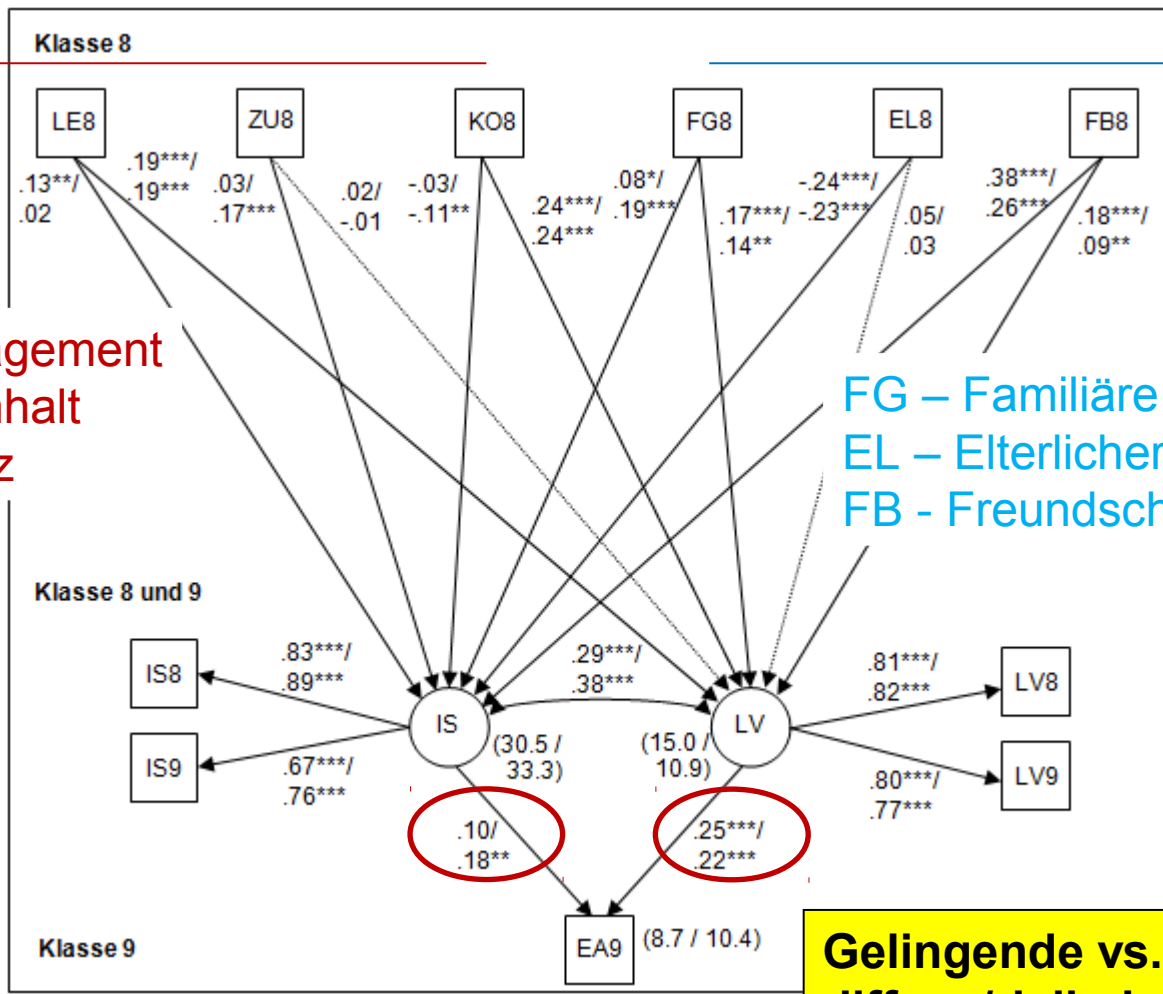 Klasse 8
LE8
ZU8
KO8
FG8
EL8
FB8
.13**/
.02
.19***/
.19***
.03/
.17***
.02/
-.01
-.03/
-.11**
.24***/
.24***
.08*/
.19***
.17***/
.14**
-.24***/
-.23***
.05/
.03
.38***/
.26***
.18***/
.09**
agement
halt
z
FG – Familiäre
EL – Elterlicher
FB - Freundsch
Klasse 8 und 9
IS8
IS9
.83***/
.89***
.67***/
.76***
IS
(30.5 /
33.3)
.29***/
.38***
LV
(15.0 /
10.9)
.81***/
.82***
.80***/
.77***
LV8
LV9
.10/
.18**
.25***/
.22***
Klasse 9
EA9
(8.7 / 10.4)
Gelingende vs.